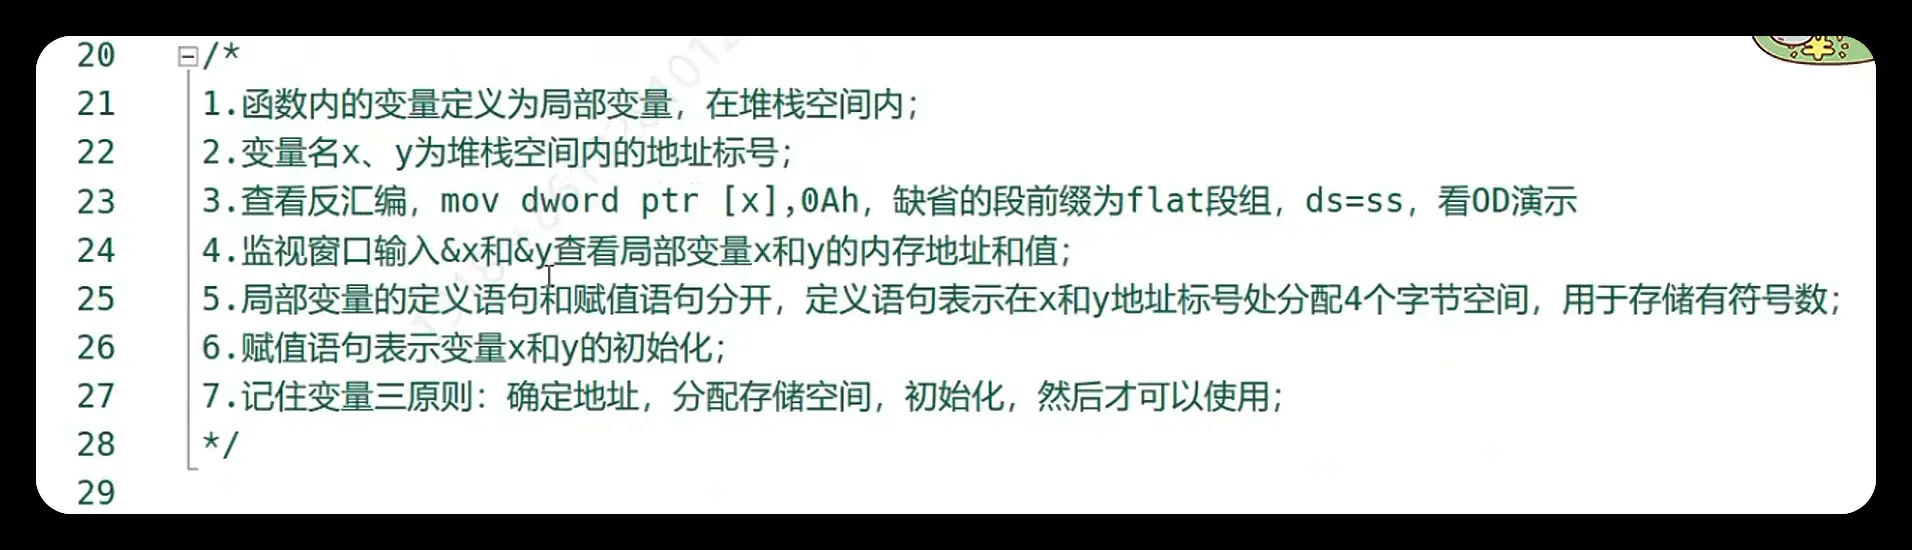 20 /*
21 1.函数内的变量定义为局部变量，在堆栈空间内；
22 2.变量名x、y为堆栈空间内的地址标号；
23 3.查看反汇编，mov dword ptr [x],0Ah，缺省的段前缀为flat段组，ds=ss，看OD演示
24 4.监视窗口输入&x和&y查看局部变量x和y的内存地址和值；
25 5.局部变量的定义语句和赋值语句分开，定义语句表示在x和y地址标号处分配4个字节空间，用于存储有符号数；
26 6.赋值语句表示变量x和y的初始化；
27 7.记住变量三原则：确定地址，分配存储空间，初始化，然后才可以使用；
28 */
29